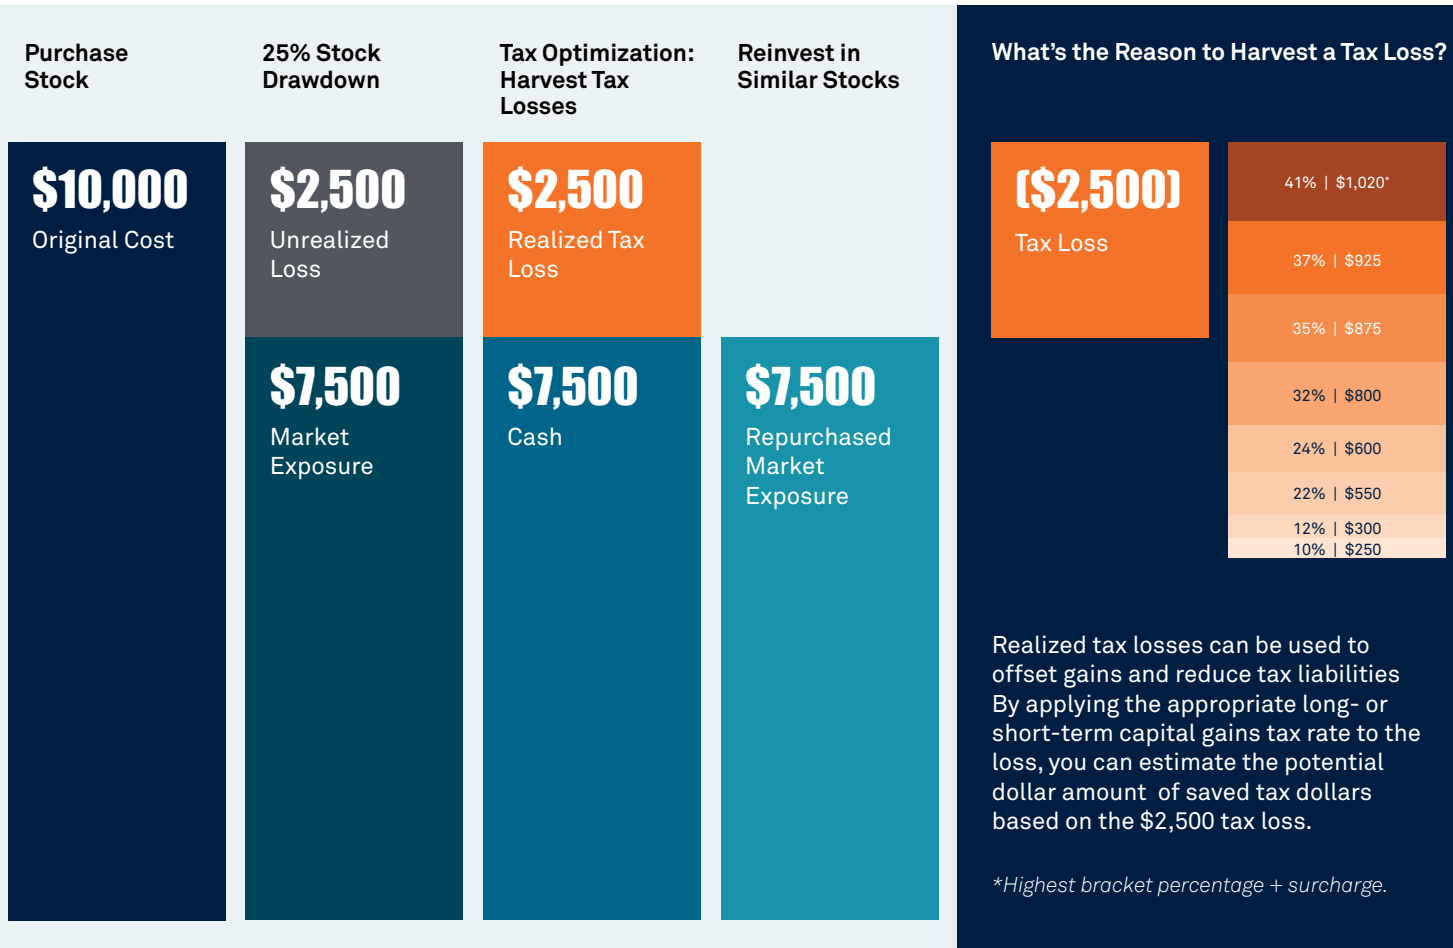 Purchase
Stock
25% Stock
Drawdown
Tax Optimization:
Harvest Tax
Losses
Reinvest in
Similar Stocks
What’s the Reason to Harvest a Tax Loss?
$10,000
Original Cost
$2,500
Unrealized
Loss
$7,500
Market
Exposure
$2,500
Realized Tax
Loss
$7,500
Cash
$7,500
Repurchased
Market
Exposure
($2,500)
Tax Loss
41% | $1,020*
37% | $925
35% | $875
32% | $800
24% | $600
22% | $550
12% | $300
10% | $250
Realized tax losses can be used to
offset gains and reduce tax liabilities
By applying the appropriate long- or
short-term capital gains tax rate to the
loss, you can estimate the potential
dollar amount  of saved tax dollars
based on the $2,500 tax loss.
*Highest bracket percentage + surcharge.